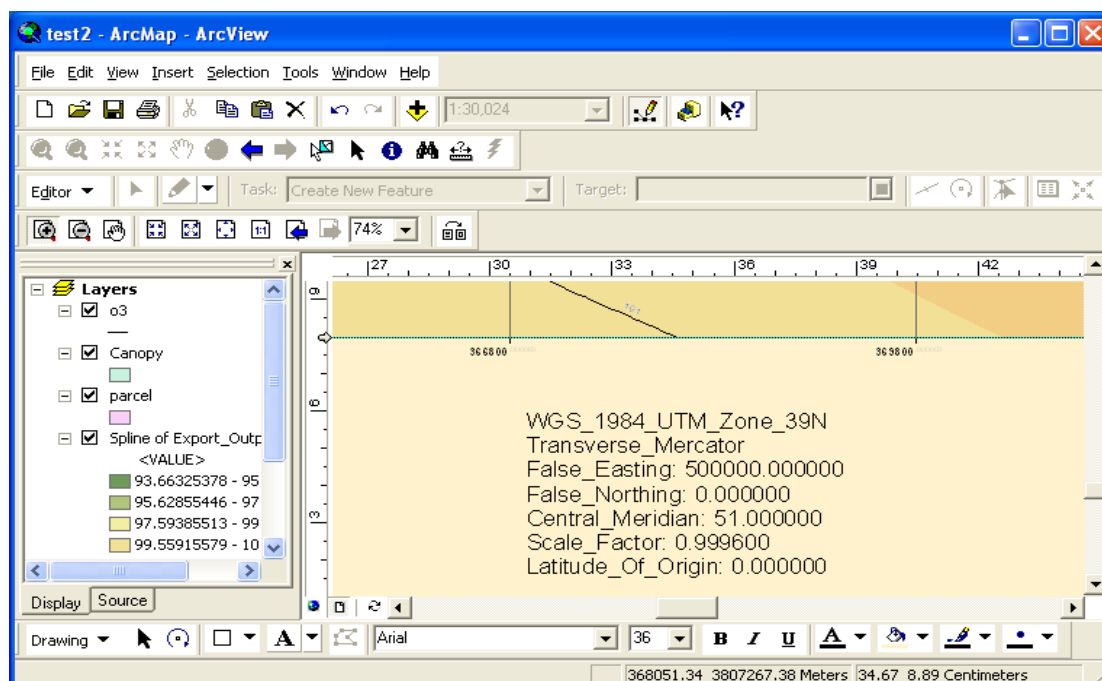 test2 - ArcMap - ArcView
File Edit View Insert Selection Tools Window Help
1:30,024
Editor Task: Create New Feature Target:
74%
27 30 33 36 39 42
Layers
o3
Canopy
parcel
Spline of Export_Outp
<VALUE>
93.66325378 - 95
95.62855446 - 97
97.59385513 - 99
99.55915579 - 10
Display Source
9
6
3
366800
369800
WGS_1984_UTM_Zone_39N
Transverse_Mercator
False_Easting: 500000.000000
False_Northing: 0.000000
Central_Meridian: 51.000000
Scale_Factor: 0.999600
Latitude_Of_Origin: 0.000000
Drawing A Arial 36 B I U A
368051.34 3807267.38 Meters 34.67 8.89 Centimeters